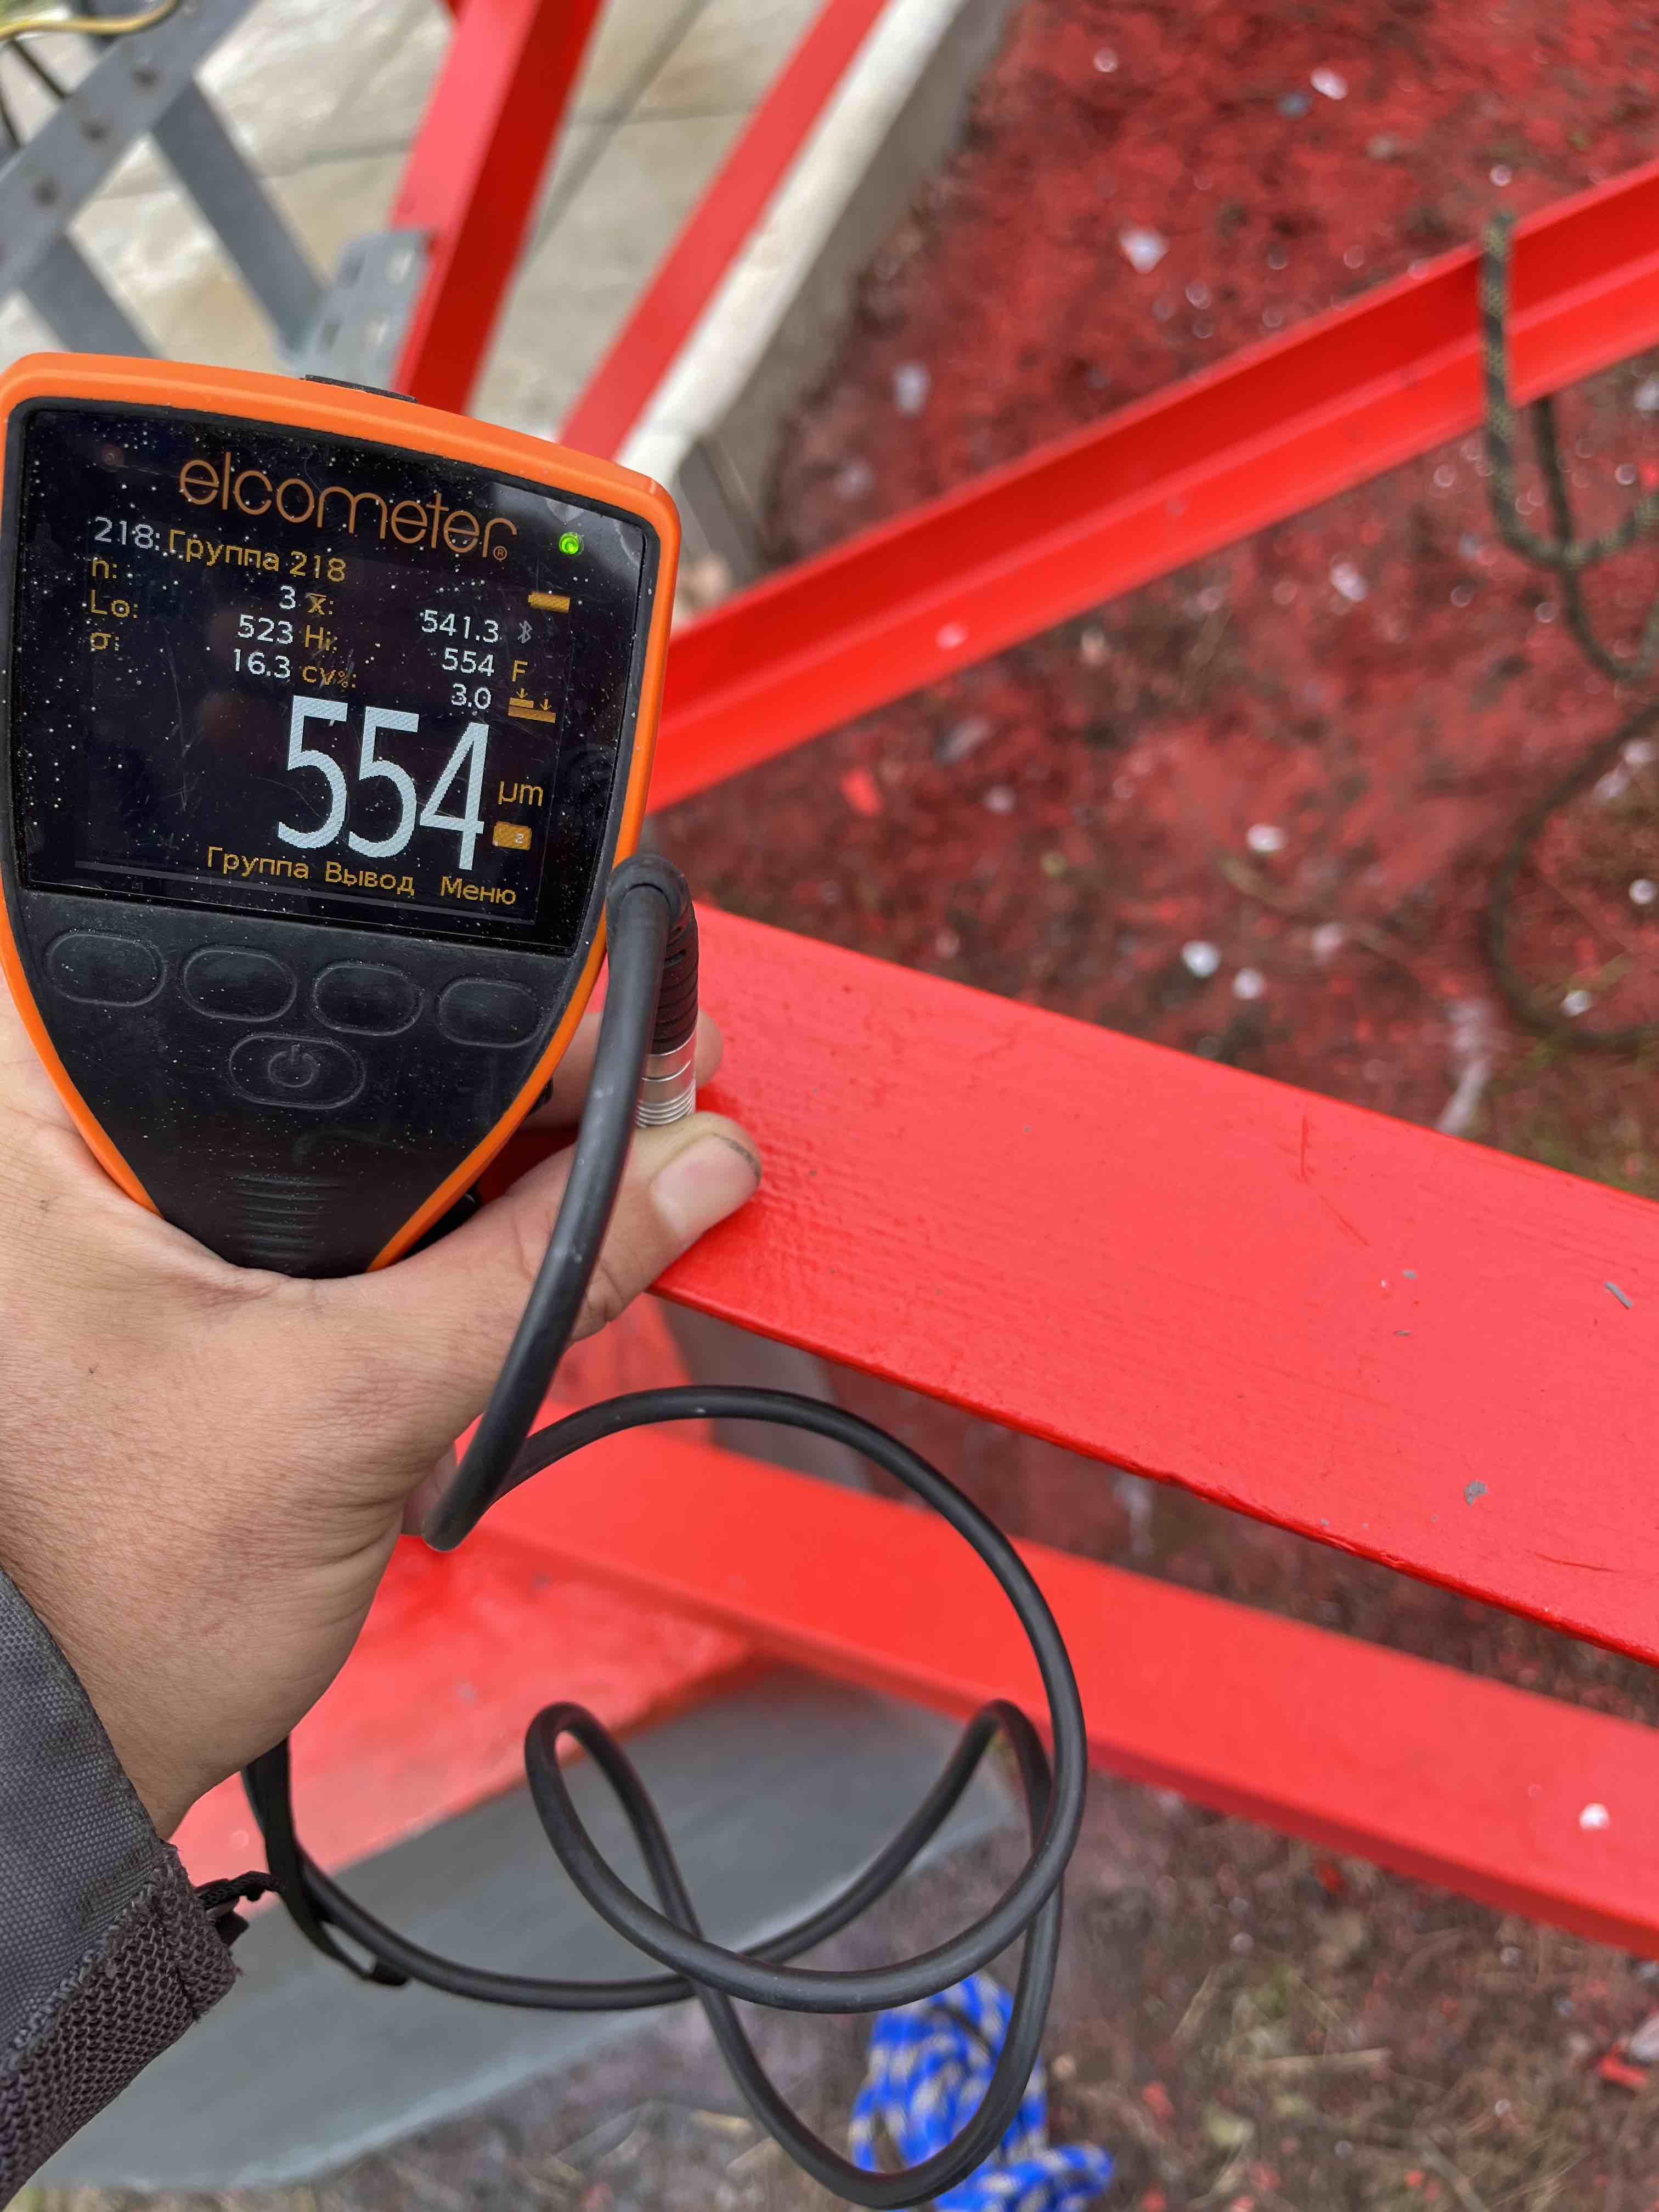 elcometer®
218: Группа 218
n: 3 x̅: 541.3
Lo: 523 Hi: 554 F
σ: 16.3 cv%: 3.0
554 µm
Группа Вывод Меню